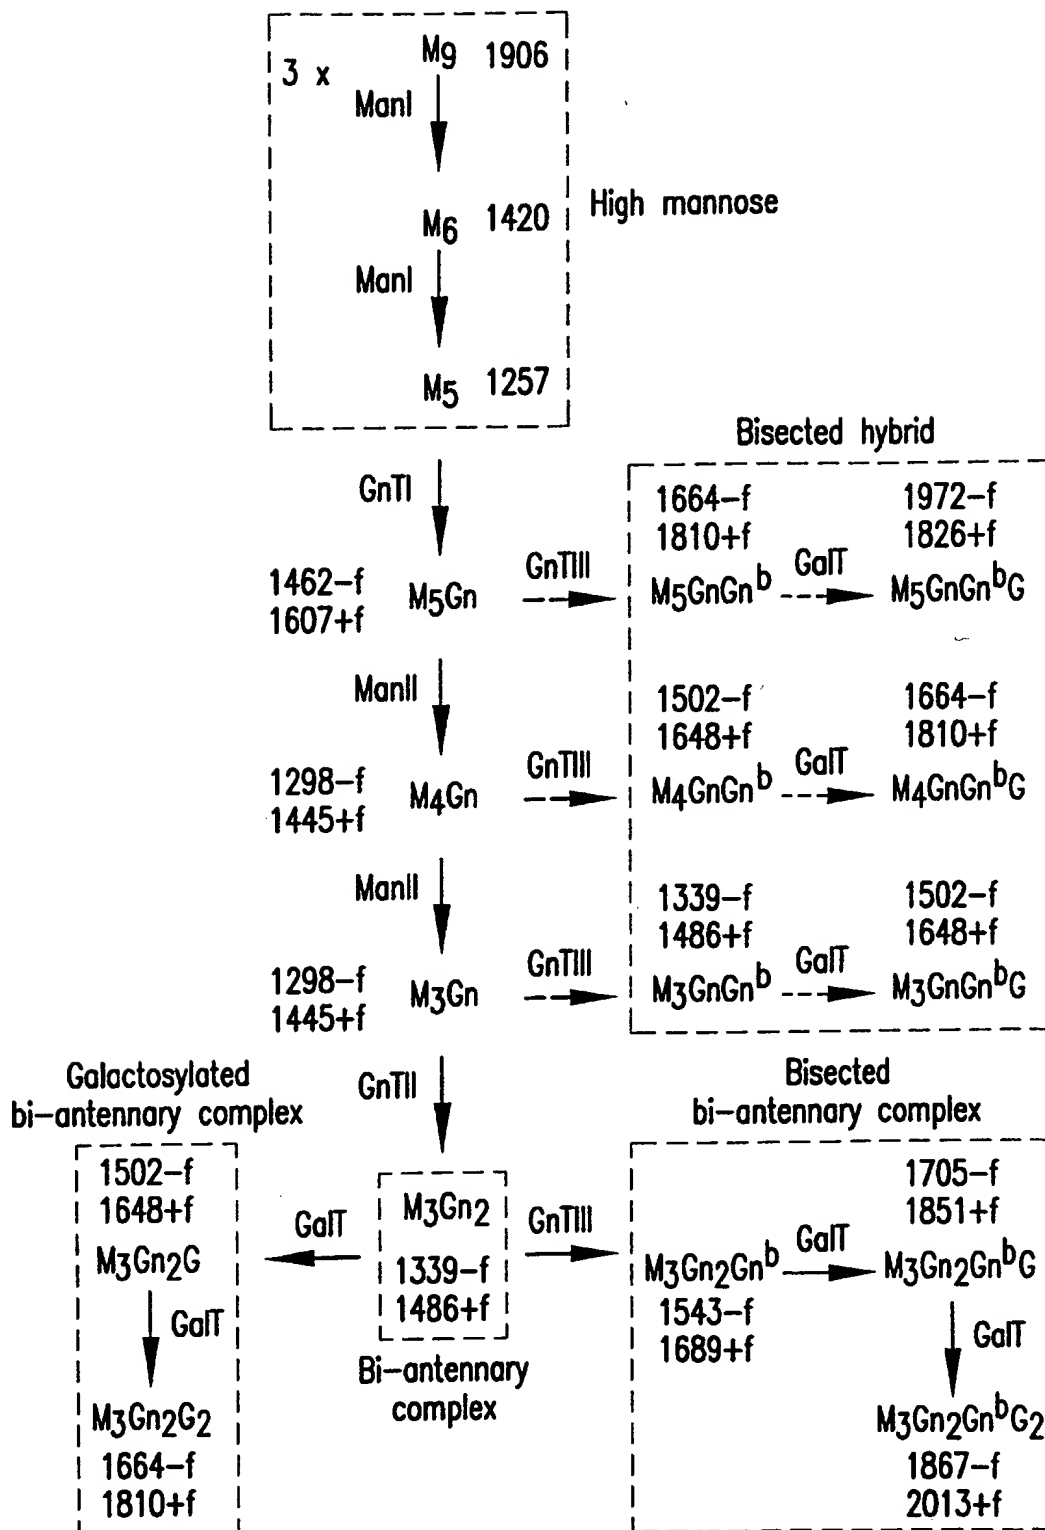 3 x
M9 1906
ManI
M6 1420
High mannose
ManI
M5 1257
GnTI
Bisected hybrid
1664-f
1810+f
1972-f
1826+f
1462-f
1607+f
M5Gn
GnTIII
M5GnGnb
GalT
M5GnGnbG
ManII
1502-f
1648+f
1664-f
1810+f
1298-f
1445+f
M4Gn
GnTIII
M4GnGnb
GalT
M4GnGnbG
ManII
1339-f
1486+f
1502-f
1648+f
1298-f
1445+f
M3Gn
GnTIII
M3GnGnb
GalT
M3GnGnbG
GnTII
Galactosylated
bi-antennary complex
1502-f
1648+f
M3Gn2G
GalT
M3Gn2G2
1664-f
1810+f
GalT
M3Gn2
1339-f
1486+f
Bi-antennary
complex
GnTIII
Bisected
bi-antennary complex
M3Gn2Gnb
1543-f
1689+f
GalT
1705-f
1851+f
M3Gn2GnbG
GalT
M3Gn2GnbG2
1867-f
2013+f